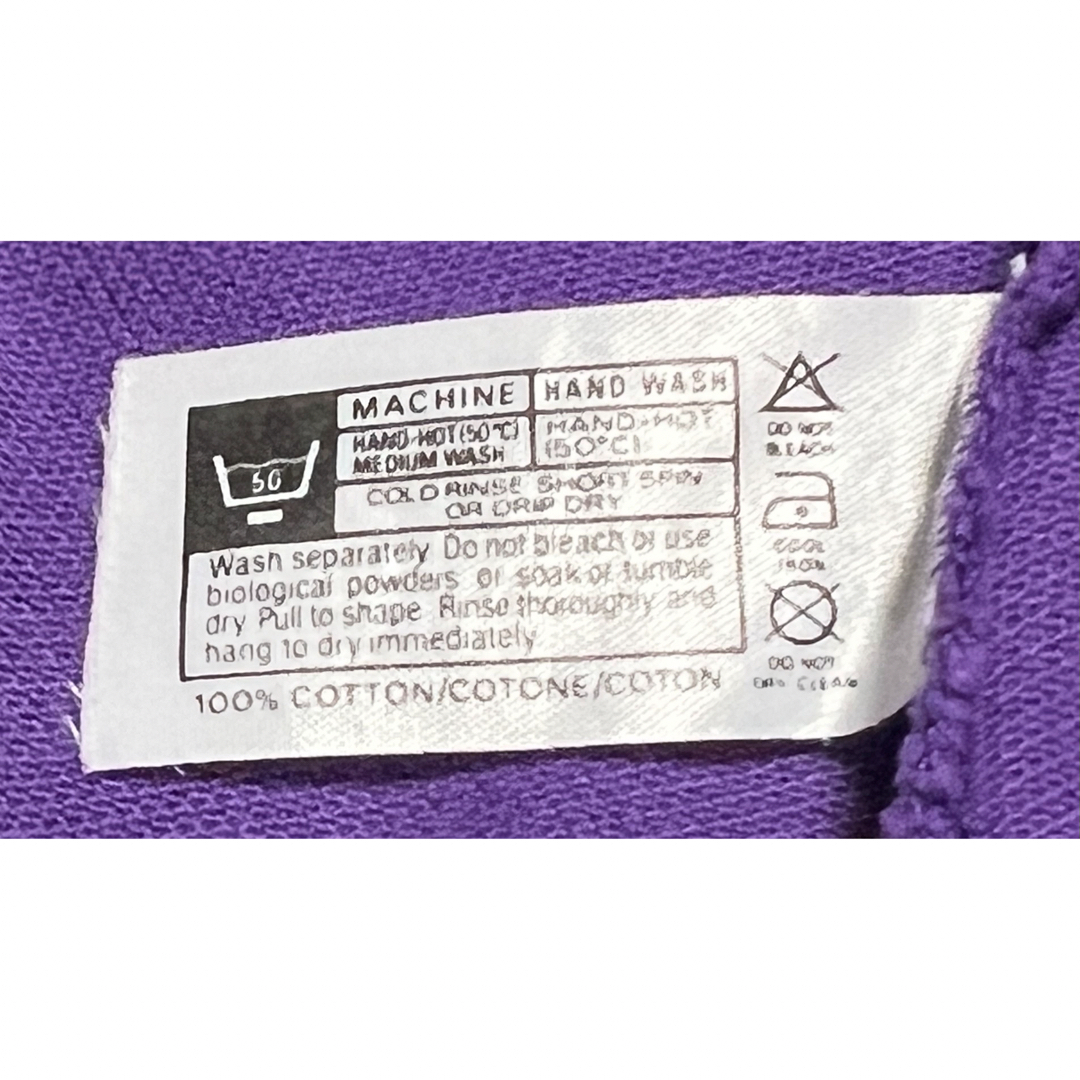 MACHINE
HAND WASH
HAND-HOT (50°C)
MEDIUM WASH
HAND-HOT
(50°C)
50
COLD RINSE SHORT SPIN
OR DRIP DRY
Wash separately Do not bleach or use
biological powders or soak or tumble
dry Pull to shape Rinse thoroughly and
hang to dry immediately
100% COTTON/COTONE/COTON
DO NOT
BLEACH
COOL
IRON
DO NOT
DRY CLEAN